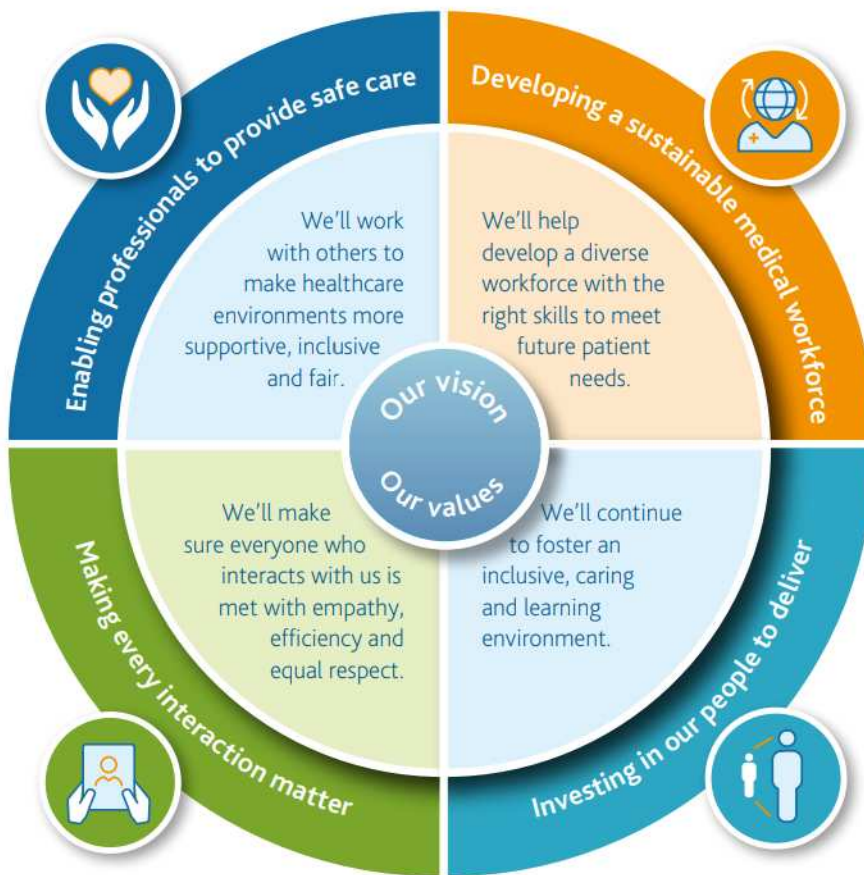 Enabling professionals to provide safe care
We'll work
with others to
make healthcare
environments more
supportive, inclusive
and fair.
Developing a sustainable medical workforce
We'll help
develop a diverse
workforce with the
right skills to meet
future patient
needs.
Our vision
Our values
Making every interaction matter
We'll make
sure everyone who
interacts with us is
met with empathy,
efficiency and
equal respect.
Investing in our people to deliver
We'll continue
to foster an
inclusive, caring
and learning
environment.